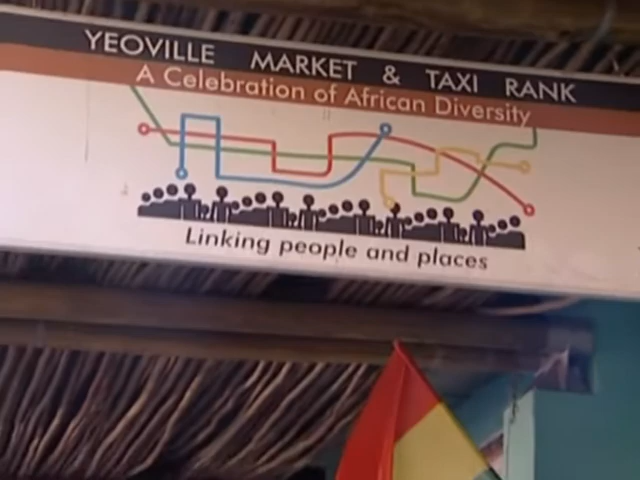 YEOVILLE MARKET & TAXI RANK
A Celebration of African Diversity
Linking people and places